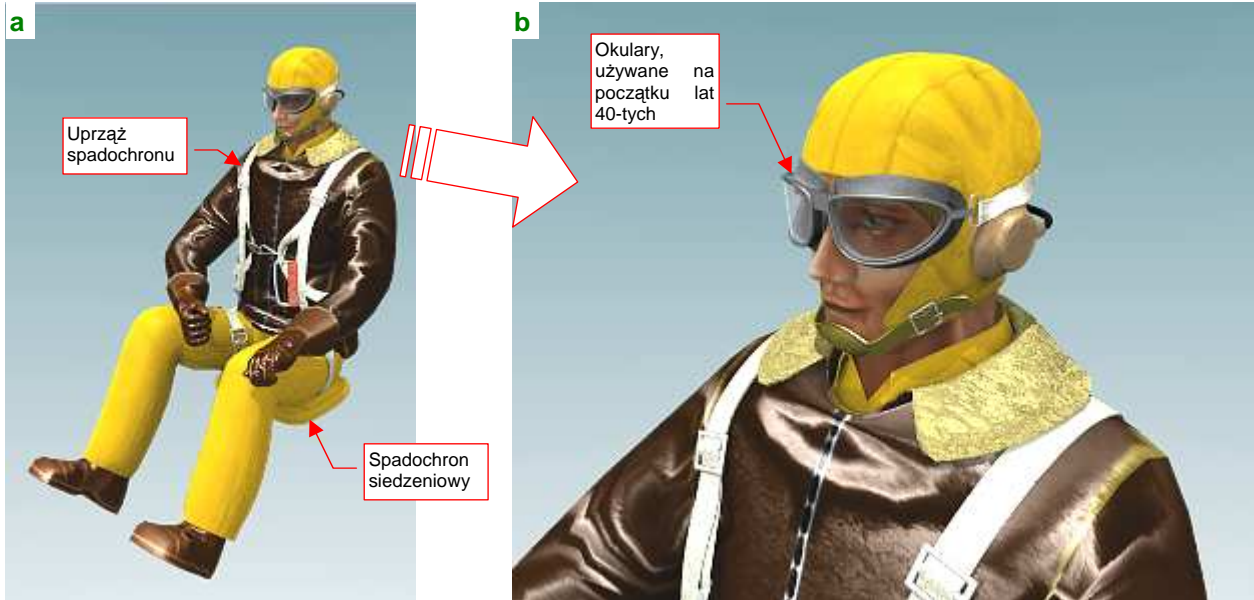 a
Uprząż
spadochronu
Spadochron
siedzeniowy
b
Okulary,
używane na
początku lat
40-tych